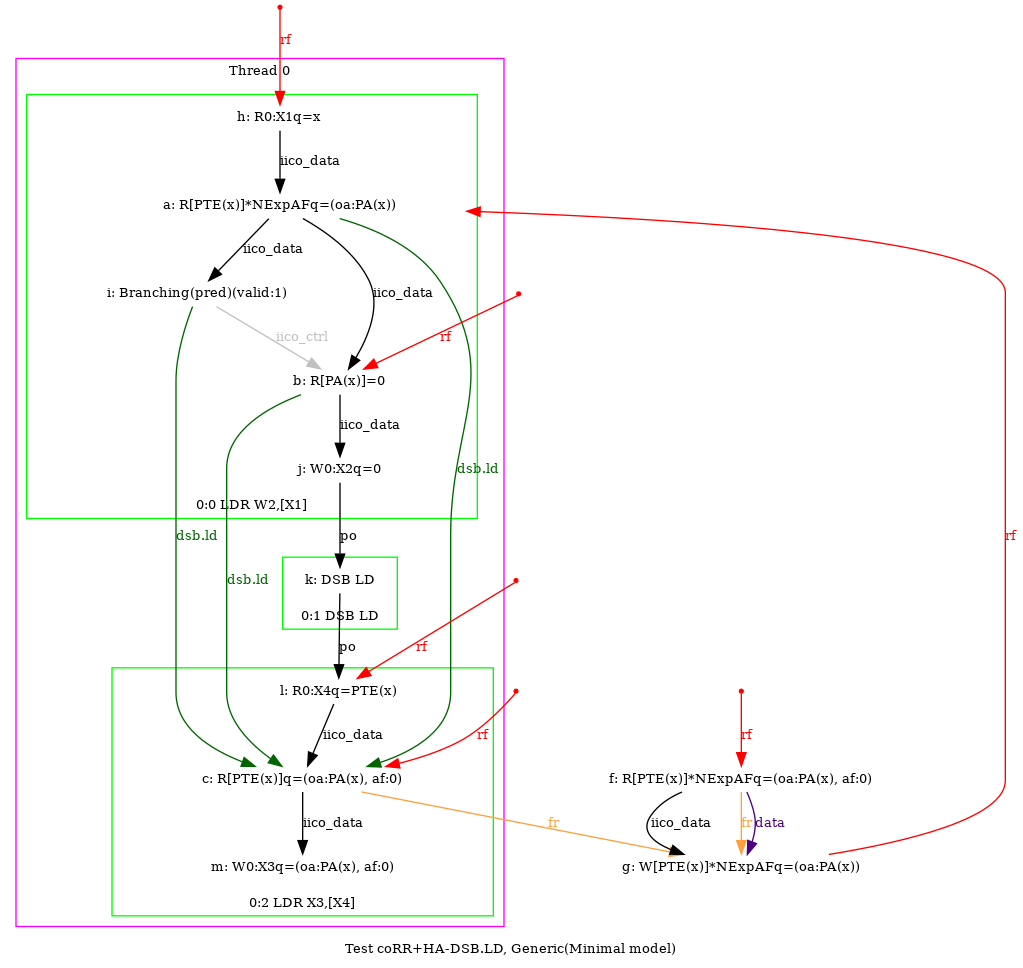 rf
Thread 0
h: R0:X1q=x
iico_data
a: R[PTE(x)]*NExpAFq=(oa:PA(x))
iico_data
i: Branching(pred)(valid:1)
iico_data
iico_ctrl
rf
b: R[PA(x)]=0
iico_data
j: W0:X2q=0
dsb.ld
0:0 LDR W2,[X1]
dsb.ld
po
rf
dsb.ld
k: DSB LD
0:1 DSB LD
po
rf
l: R0:X4q=PTE(x)
iico_data
rf
rf
c: R[PTE(x)]q=(oa:PA(x), af:0)
f: R[PTE(x)]*NExpAFq=(oa:PA(x), af:0)
iico_data
fr
iico_data
fr
data
m: W0:X3q=(oa:PA(x), af:0)
g: W[PTE(x)]*NExpAFq=(oa:PA(x))
0:2 LDR X3,[X4]
Test coRR+HA-DSB.LD, Generic(Minimal model)